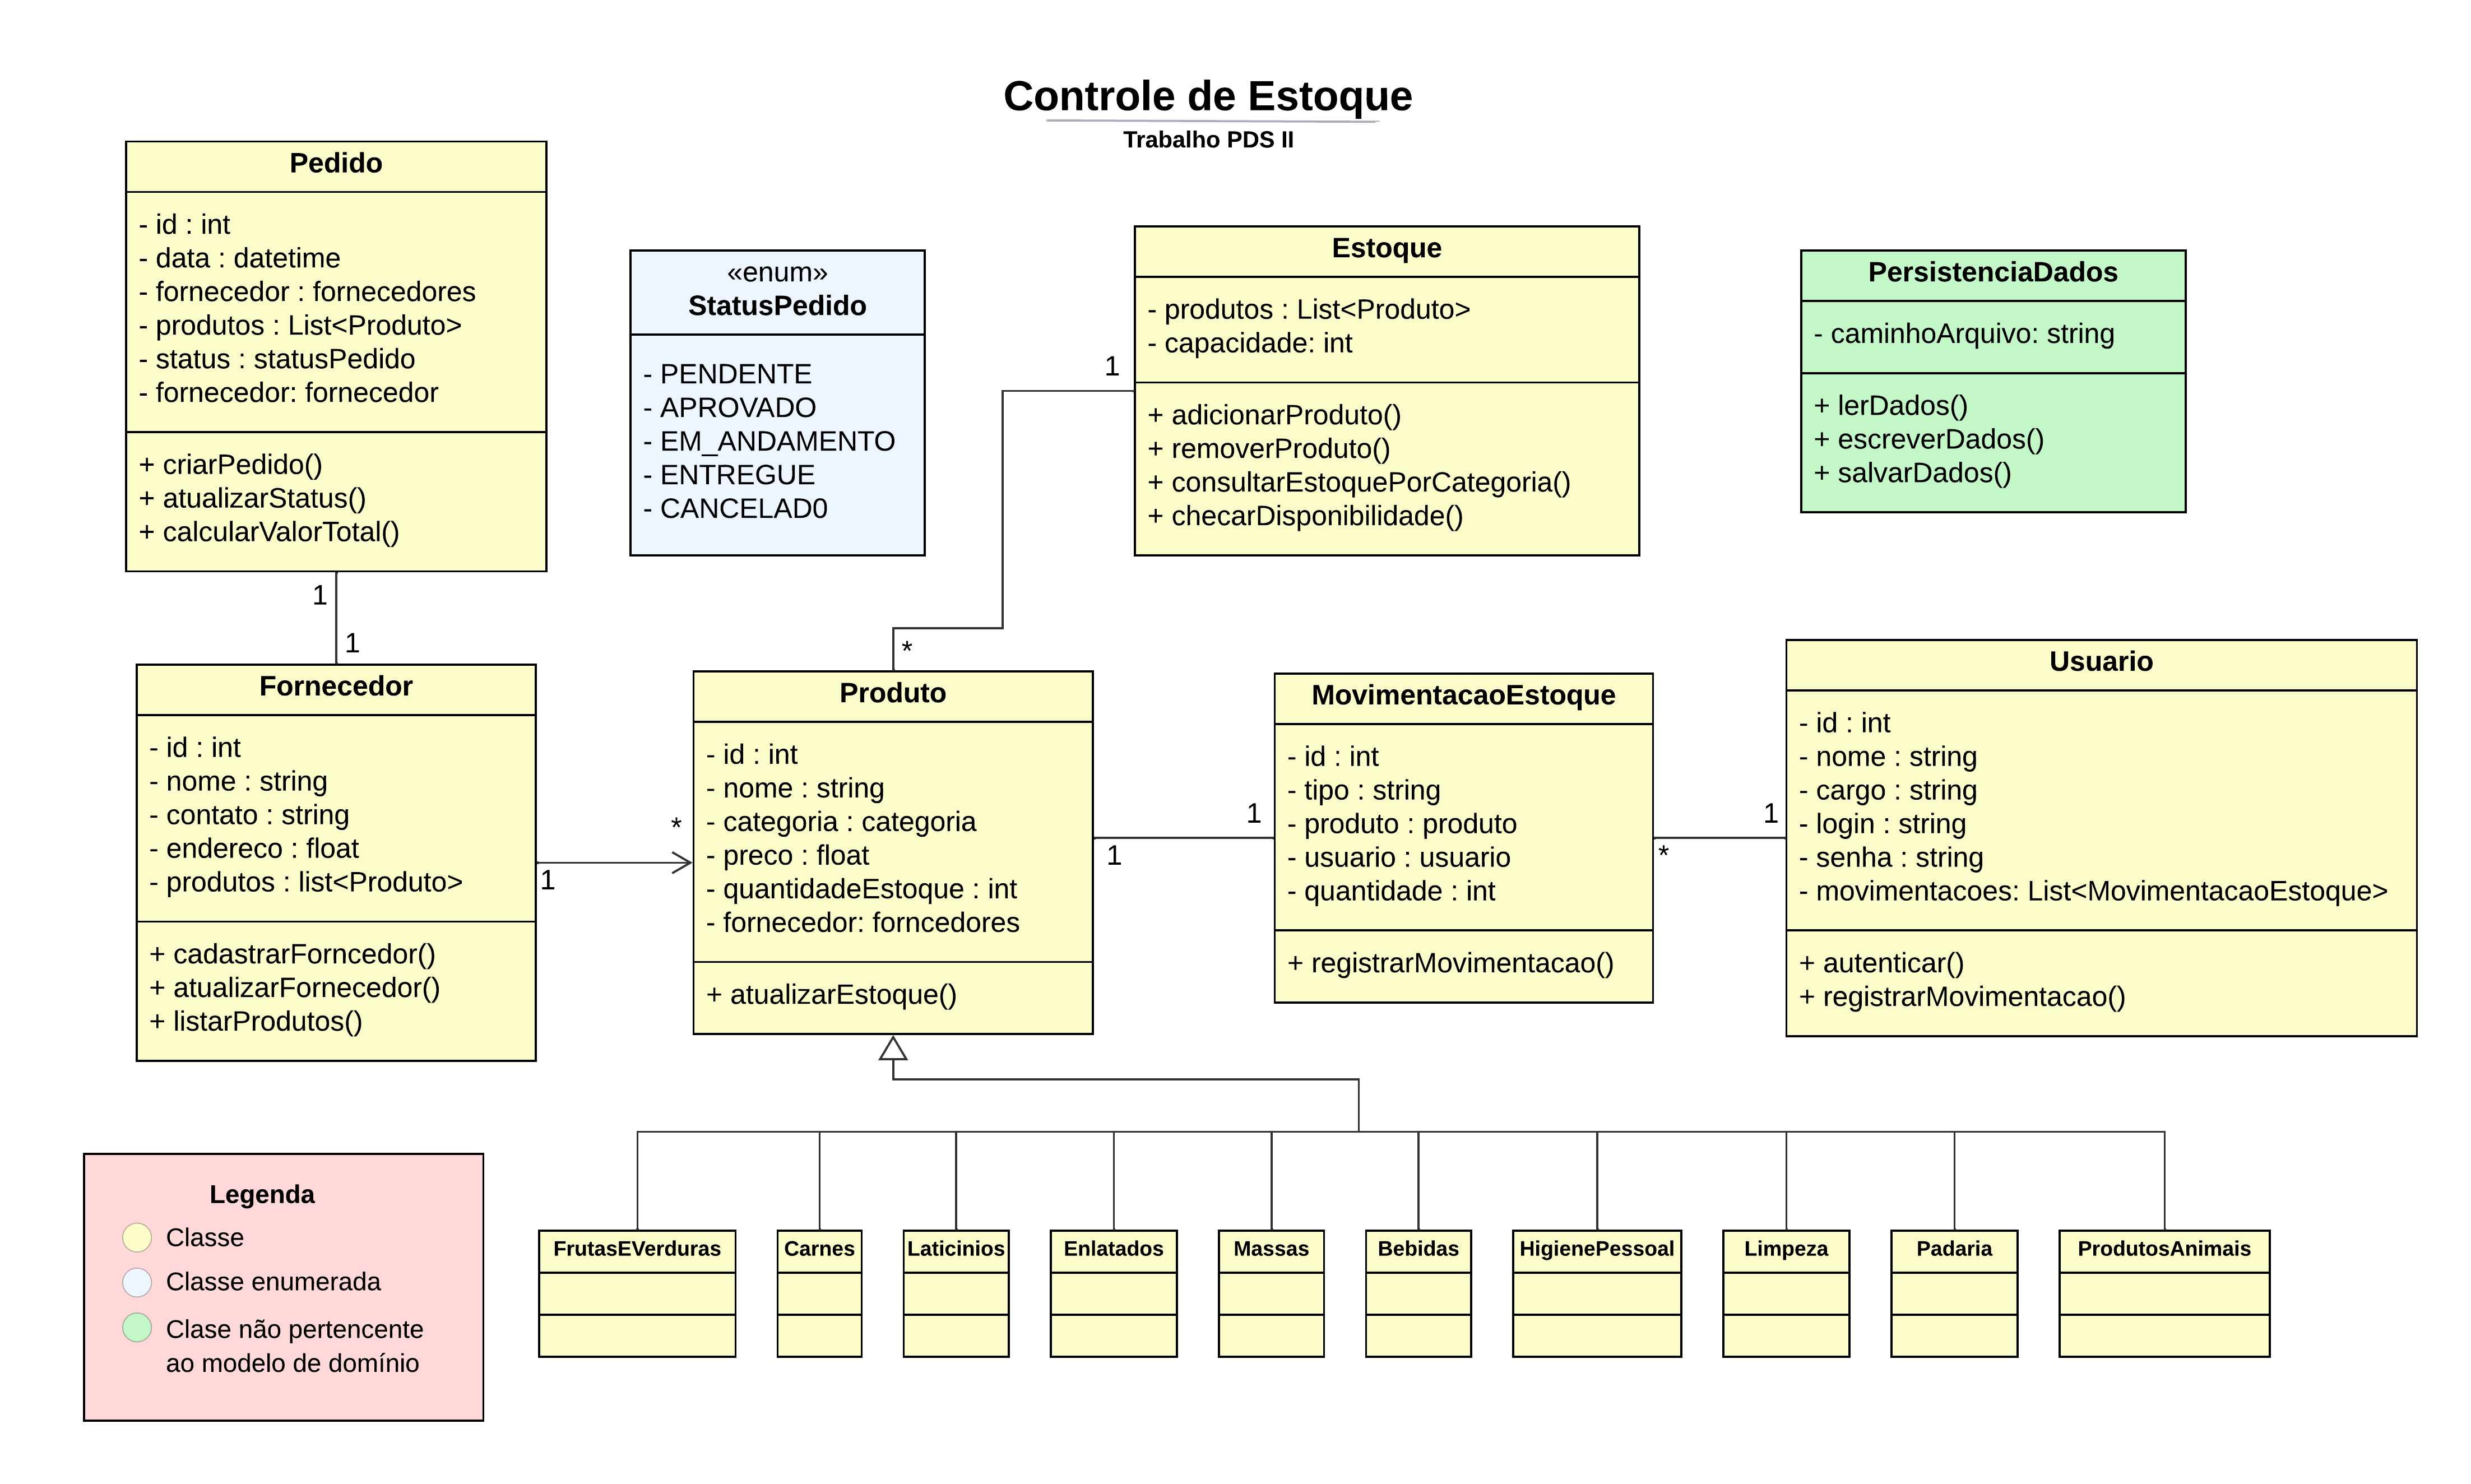 Controle de Estoque
Trabalho PDS II
Pedido
- id : int
- data : datetime
- fornecedor : fornecedores
- produtos : List<Produto>
- status : statusPedido
- fornecedor: fornecedor
+ criarPedido()
+ atualizarStatus()
+ calcularValorTotal()
«enum»
StatusPedido
- PENDENTE
- APROVADO
- EM_ANDAMENTO
- ENTREGUE
- CANCELAD0
Estoque
- produtos : List<Produto>
- capacidade: int
+ adicionarProduto()
+ removerProduto()
+ consultarEstoquePorCategoria()
+ checarDisponibilidade()
PersistenciaDados
- caminhoArquivo: string
+ lerDados()
+ escreverDados()
+ salvarDados()
1
1
1
*
Fornecedor
- id : int
- nome : string
- contato : string
- endereco : float
- produtos : list<Produto>
+ cadastrarForncedor()
+ atualizarFornecedor()
+ listarProdutos()
1
*
Produto
- id : int
- nome : string
- categoria : categoria
- preco : float
- quantidadeEstoque : int
- fornecedor: forncedores
+ atualizarEstoque()
1
1
MovimentacaoEstoque
- id : int
- tipo : string
- produto : produto
- usuario : usuario
- quantidade : int
+ registrarMovimentacao()
*
1
Usuario
- id : int
- nome : string
- cargo : string
- login : string
- senha : string
- movimentacoes: List<MovimentacaoEstoque>
+ autenticar()
+ registrarMovimentacao()
Legenda
Classe
Classe enumerada
Clase não pertencente
ao modelo de domínio
FrutasEVerduras
Carnes
Laticinios
Enlatados
Massas
Bebidas
HigienePessoal
Limpeza
Padaria
ProdutosAnimais